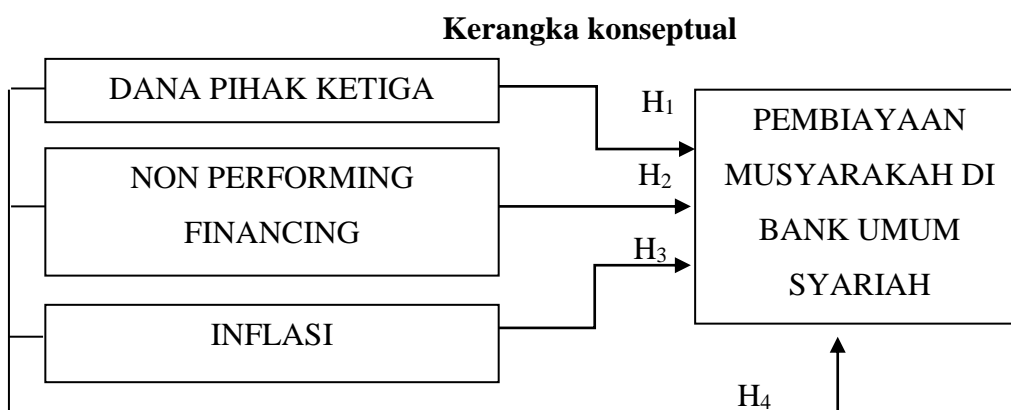 Kerangka konseptual
DANA PIHAK KETIGA
H₁
NON PERFORMING
FINANCING
H₂
INFLASI
H₃
PEMBIAYAAN
MUSYARAKAH DI
BANK UMUM
SYARIAH
H₄